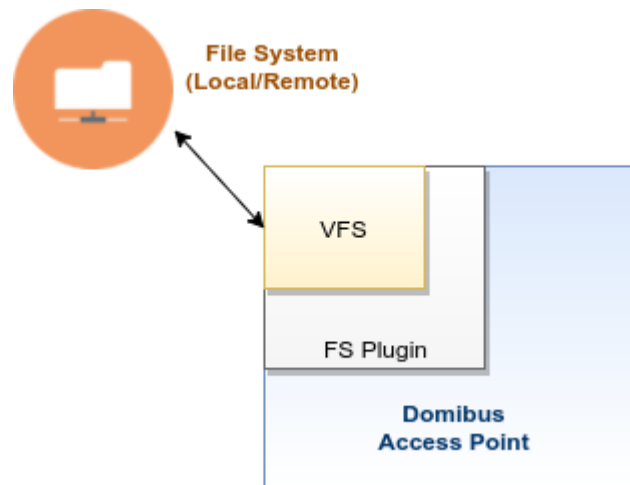 File System
(Local/Remote)
VFS
FS Plugin
Domibus
Access Point